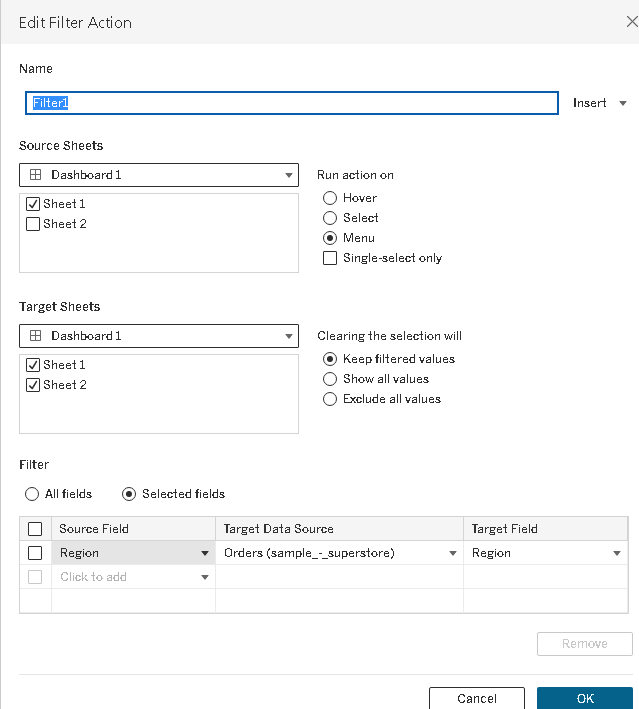 Edit Filter Action
Name
Filter1
Insert
Source Sheets
Dashboard 1
Run action on
Sheet 1
Hover
Sheet 2
Select
Menu
Single-select only
Target Sheets
Dashboard 1
Clearing the selection will
Sheet 1
Keep filtered values
Sheet 2
Show all values
Exclude all values
Filter
All fields
Selected fields
Source Field Target Data Source Target Field
Region Orders (sample_-_superstore) Region
Click to add
Remove
Cancel OK